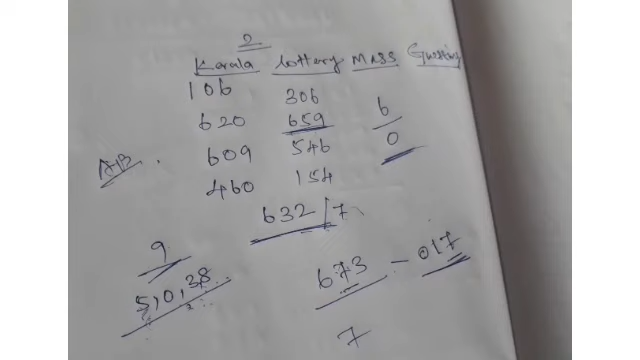 2
Kerala lottery Mass Guessing
106 306
620 659 6
609 546 0
AB.
460 154
632/7
9
673 - 017
5,0,38
7